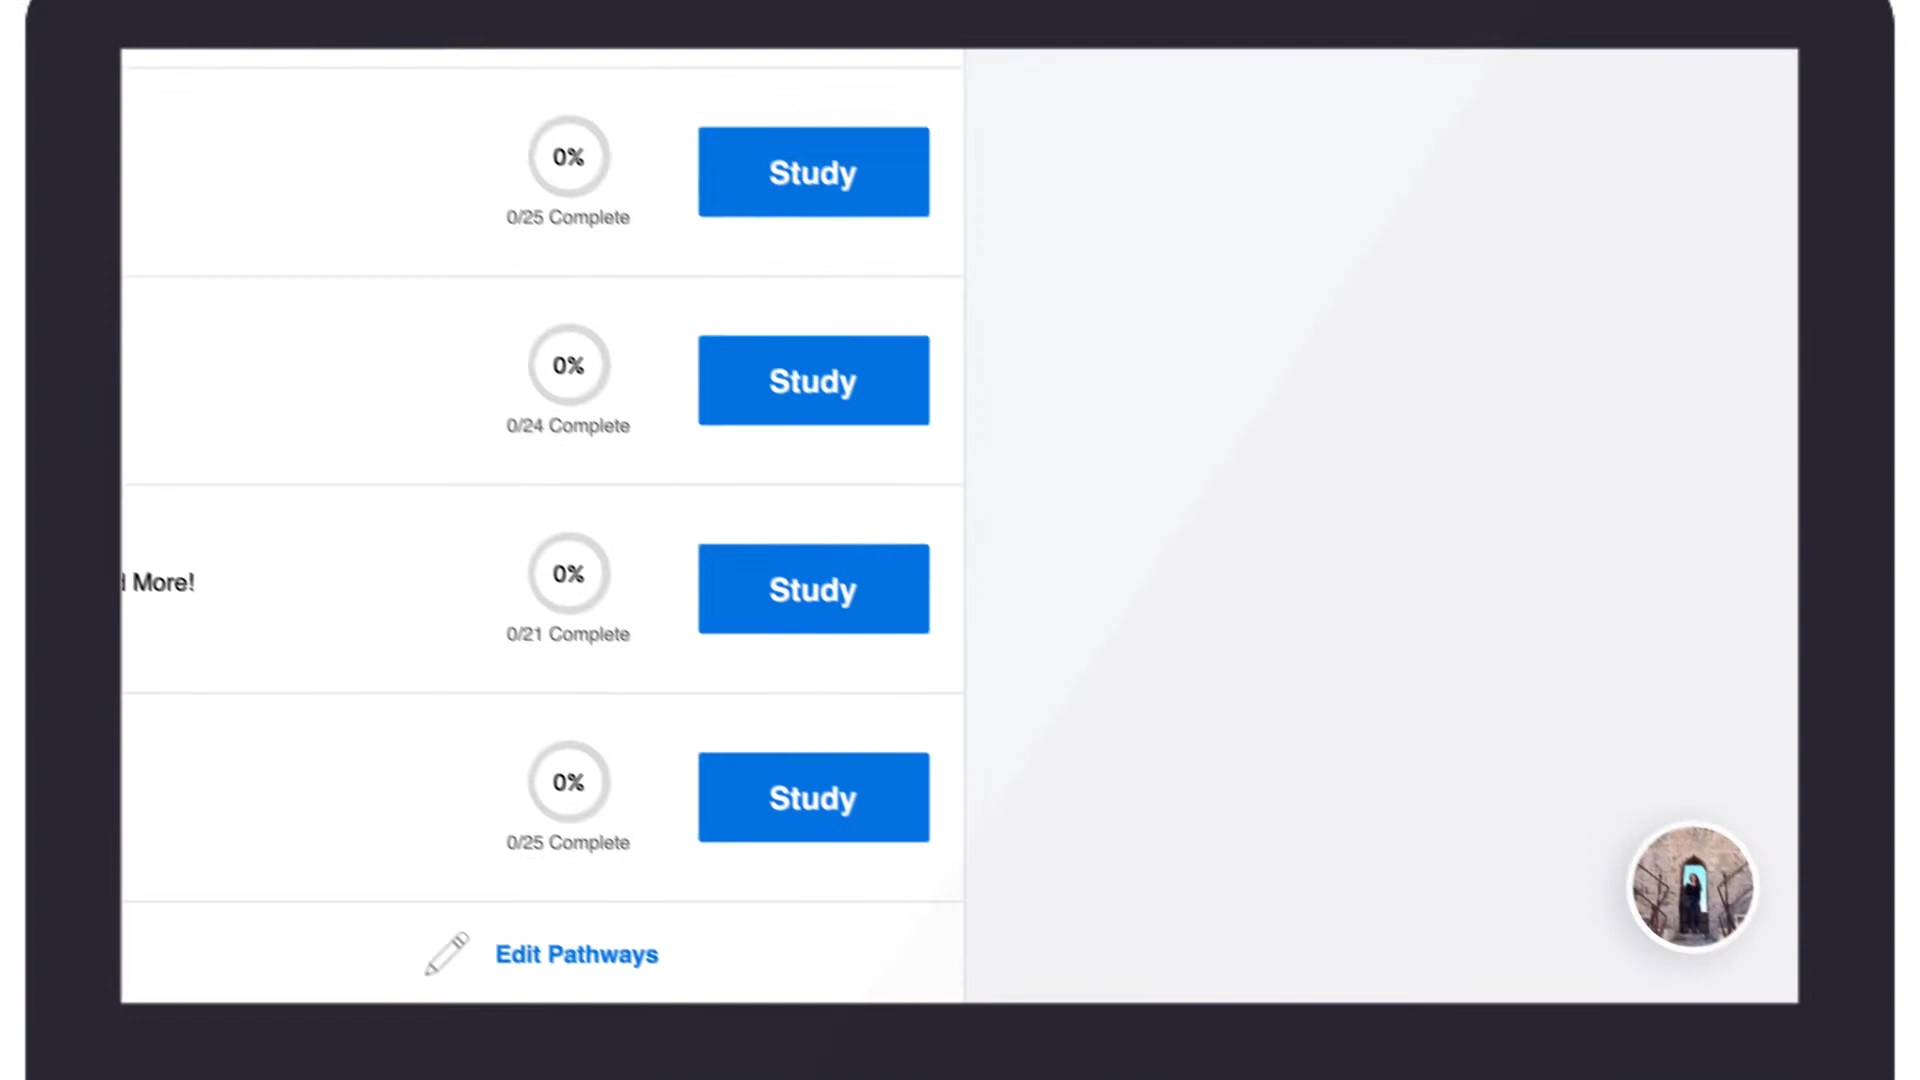 0%
Study
0/25 Complete
0%
Study
0/24 Complete
More!
0%
Study
0/21 Complete
0%
Study
0/25 Complete
Edit Pathways